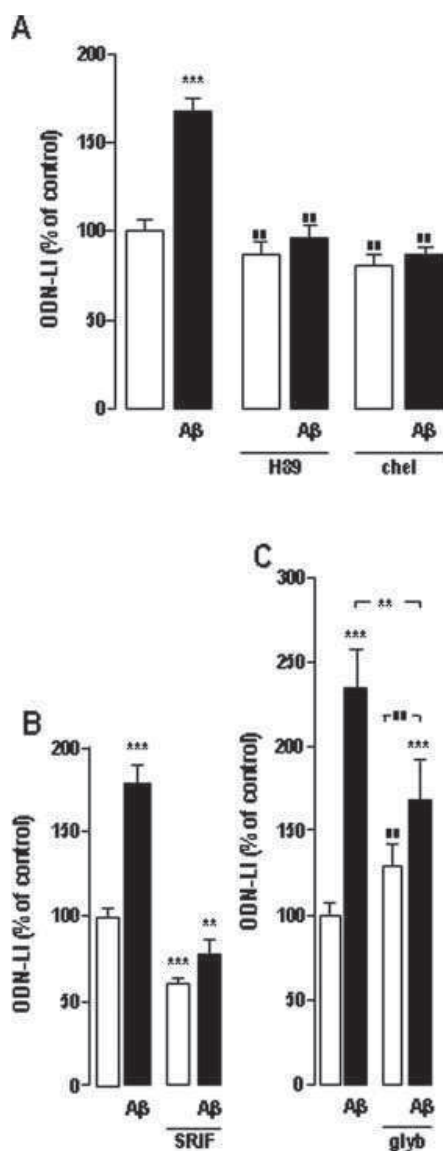 A
ODN-LI (% of control)
200
150
100
50
0
***
Aβ
Aβ
Aβ
H89
chel
B
ODN-LI (% of control)
200
150
100
50
0
***
***
**
Aβ
Aβ
SRIF
C
ODN-LI (% of control)
300
250
200
150
100
50
0
**
***
***
Aβ
Aβ
glyb